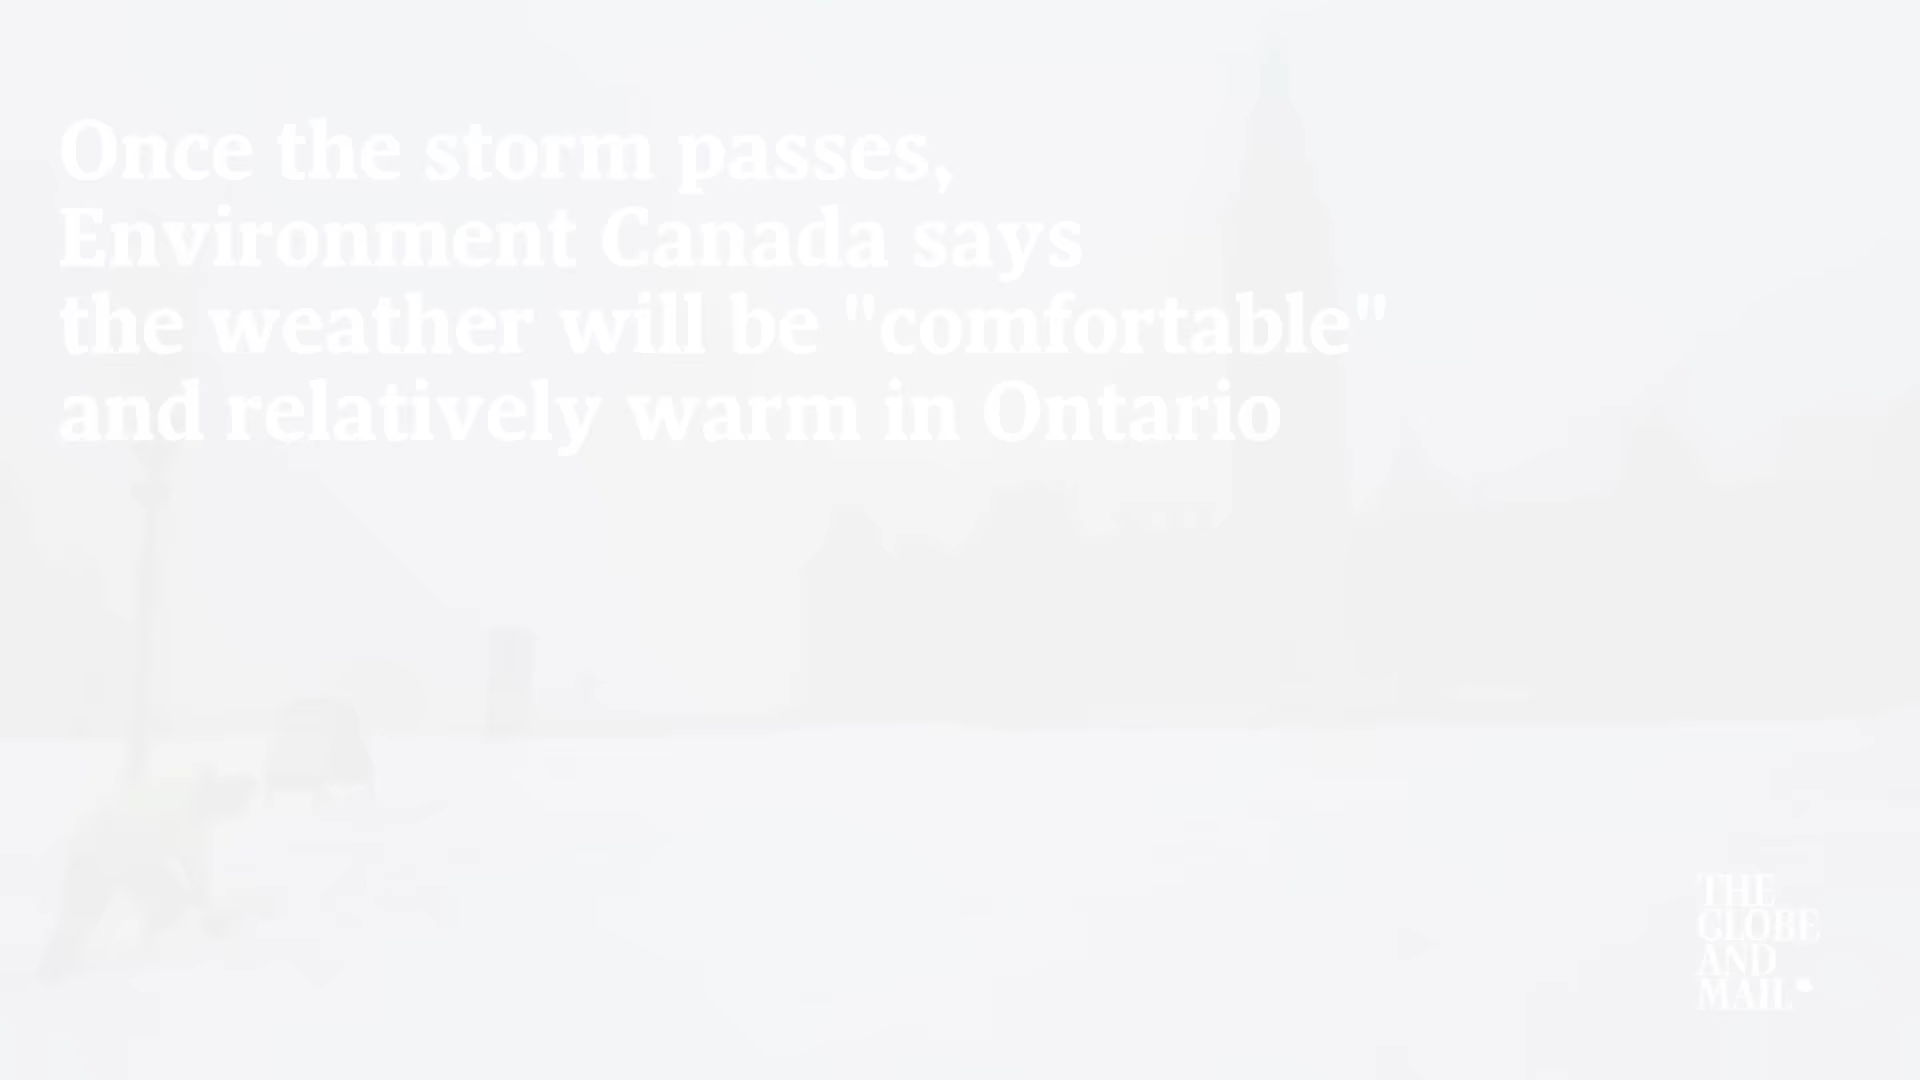 Once the storm passes,
Environment Canada says
the weather will be "comfortable"
and relatively warm in Ontario
THE
GLOBE
AND
MAIL